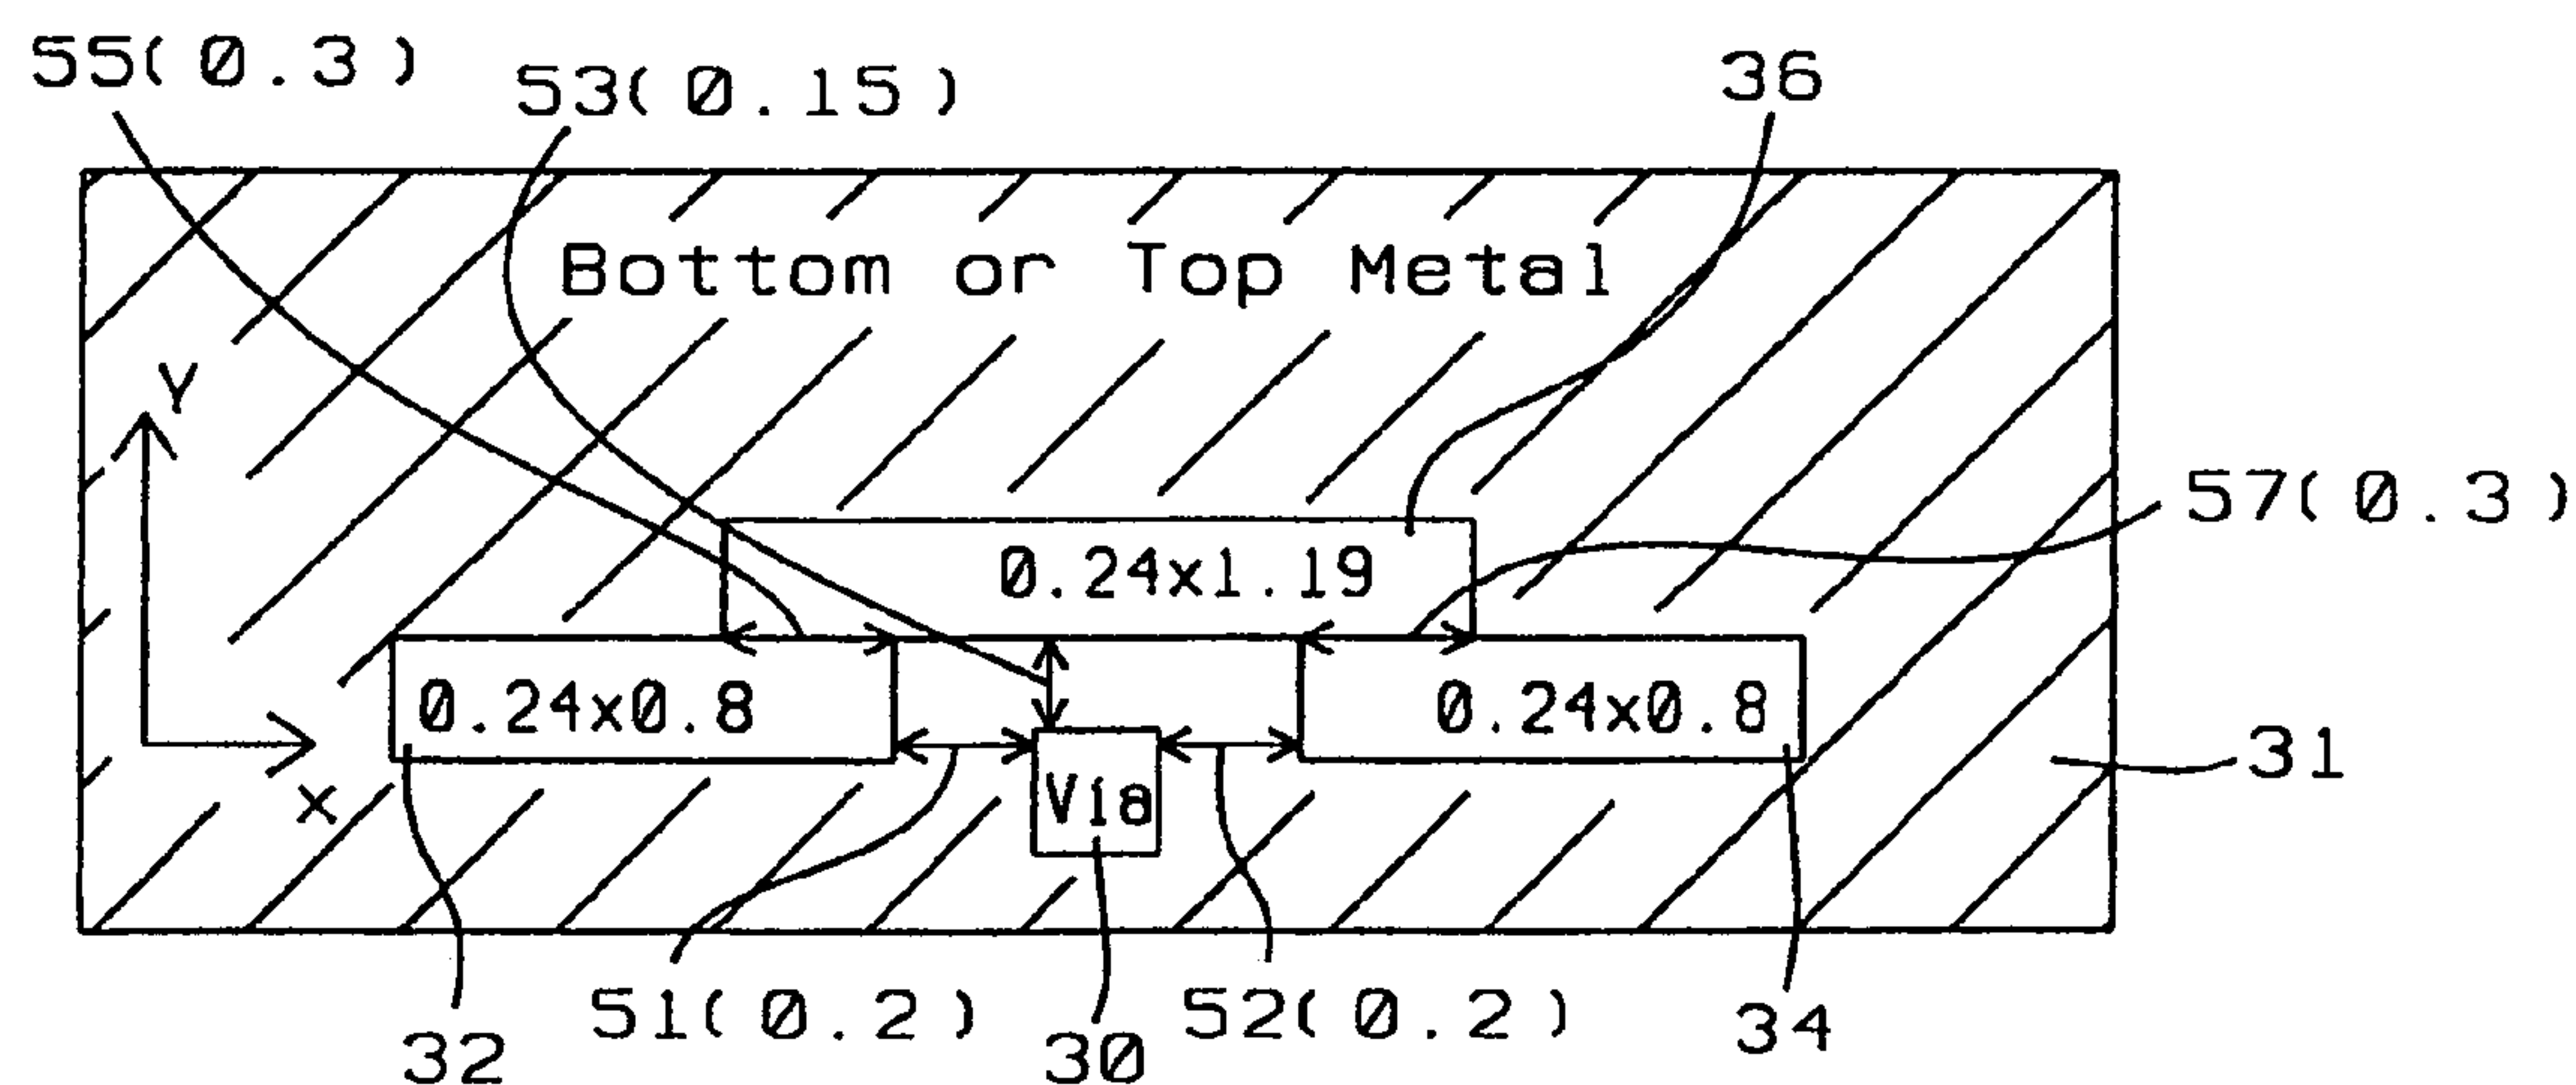 55(0.3)
53(0.15)
36
Bottom or Top Metal
Y
57(0.3)
0.24x1.19
0.24x0.8
0.24x0.8
31
X
Via
51(0.2)
52(0.2)
34
32
30